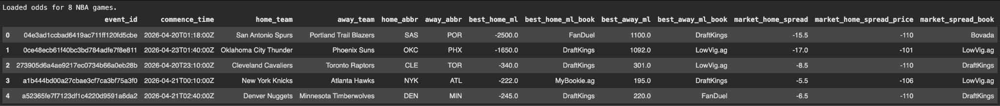 Loaded odds for 8 NBA games.
event_id commence_time home_team away_team home_abbr away_abbr best_home_ml best_home_ml_book best_away_ml best_away_ml_book market_home_spread market_home_spread_price market_spread_book
0 04e3ad1ccbad6419ac711ff120fd5cbe 2026-04-20T01:18:00Z San Antonio Spurs Portland Trail Blazers SAS POR -2500.0 FanDuel 1100.0 DraftKings -15.5 -110 Bovada
1 0ce48ecb61f40bc3bd784adfe7f8e811 2026-04-23T01:40:00Z Oklahoma City Thunder Phoenix Suns OKC PHX -1650.0 DraftKings 1092.0 LowVig.ag -17.0 -101 LowVig.ag
2 273905d6a4ae9217ec0734b66a0eb28b 2026-04-20T23:10:00Z Cleveland Cavaliers Toronto Raptors CLE TOR -340.0 DraftKings 301.0 LowVig.ag -8.5 -110 DraftKings
3 a1b444bd00a27cbae3cf7ca3bf75a3f0 2026-04-21T00:10:00Z New York Knicks Atlanta Hawks NYK ATL -222.0 MyBookie.ag 195.0 DraftKings -5.5 -106 LowVig.ag
4 a52365fe7f7123df1c4220d9591a6da2 2026-04-21T02:40:00Z Denver Nuggets Minnesota Timberwolves DEN MIN -245.0 DraftKings 220.0 FanDuel -6.5 -110 DraftKings